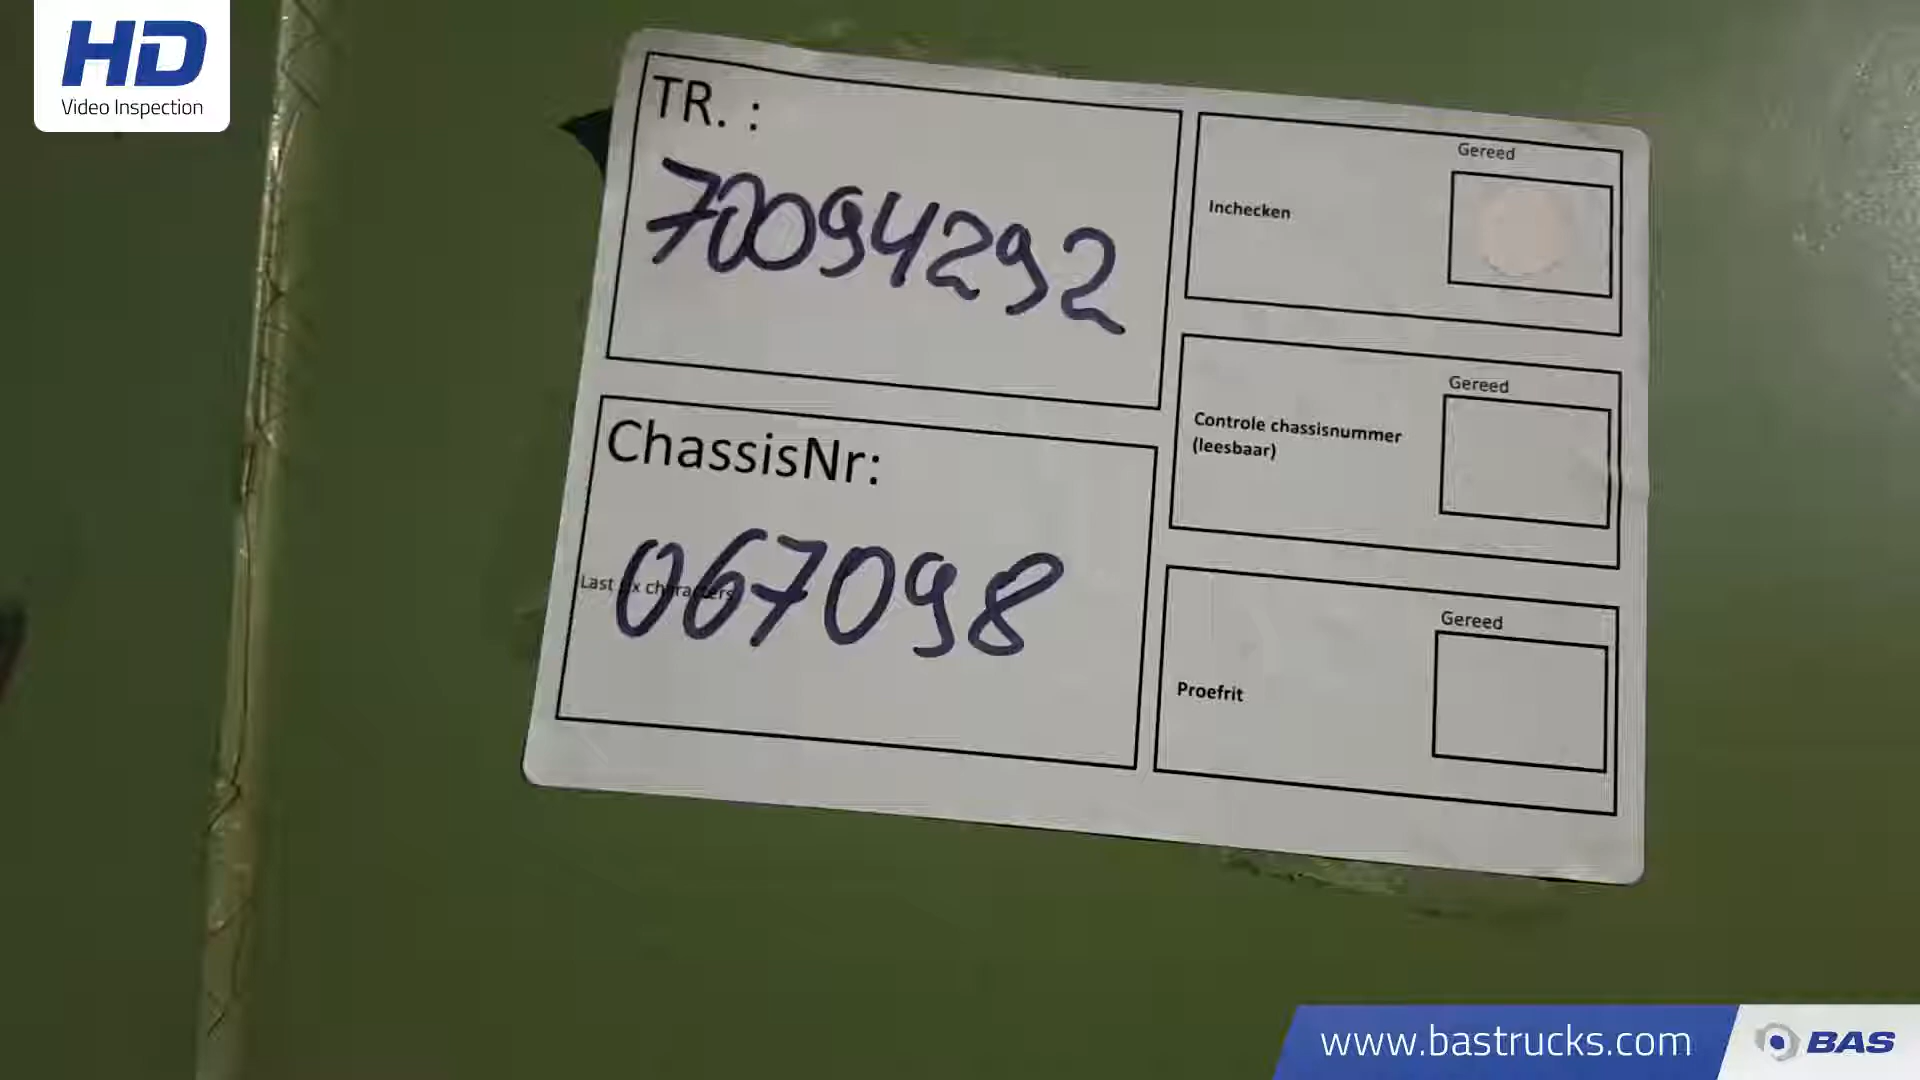 HD
Video Inspection
TR. :
70094292
ChassisNr:
Last six characters
067098
Gereed
Inchecken
Gereed
Controle chassisnummer
(leesbaar)
Gereed
Proefrit
www.bastrucks.com
BAS